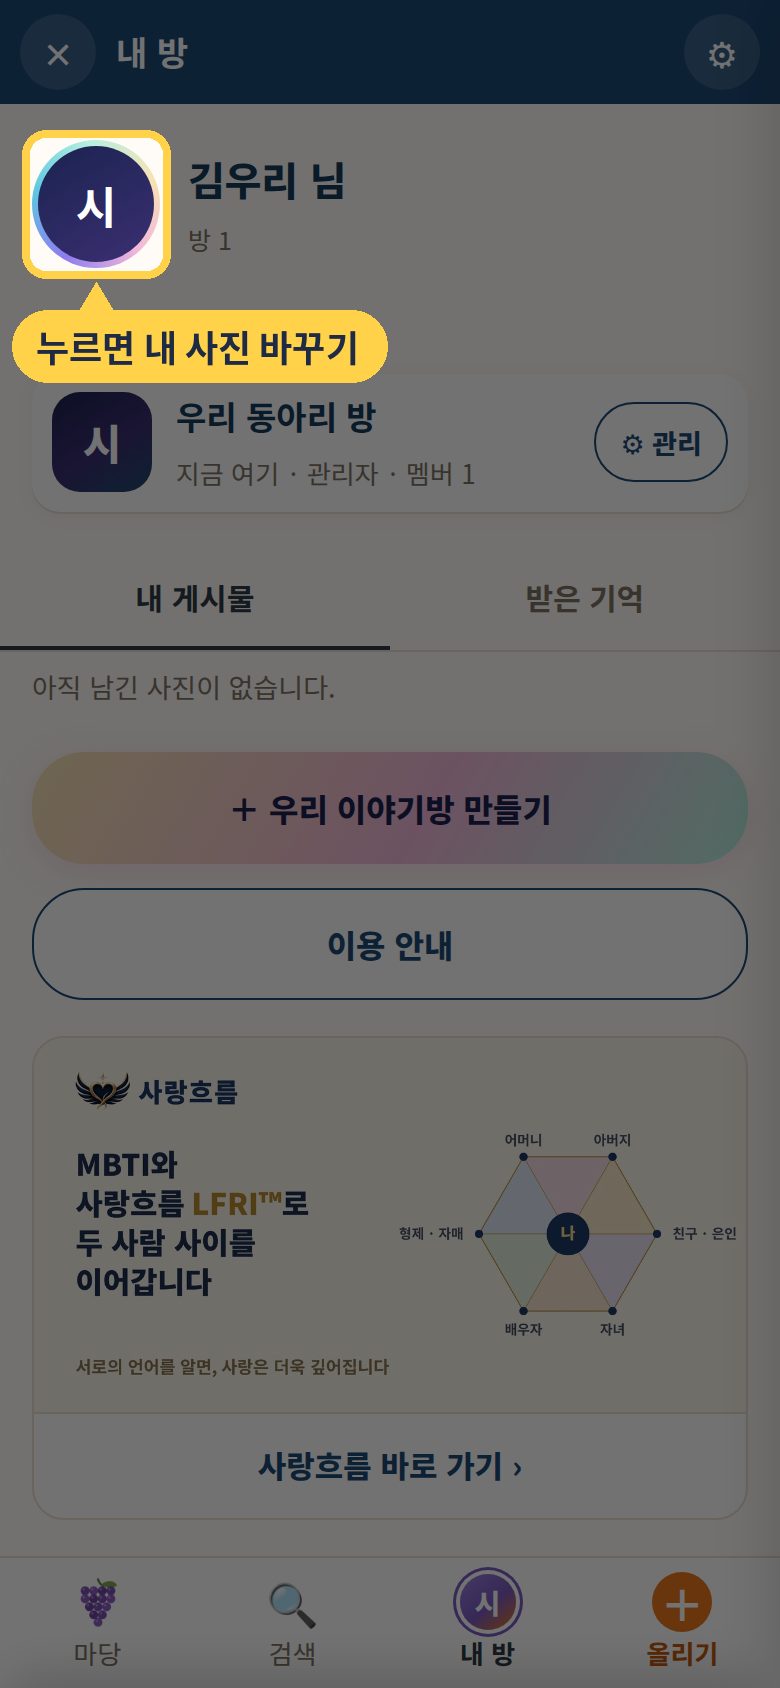 ✕ 내 방 ⚙
시
김우리 님
방 1
누르면 내 사진 바꾸기
시
우리 동아리 방
지금 여기 · 관리자 · 멤버 1
⚙ 관리
내 게시물
받은 기억
아직 남긴 사진이 없습니다.
+ 우리 이야기방 만들기
이용 안내
사랑흐름
MBTI와
사랑흐름 LFRI™로
두 사람 사이를
이어갑니다
어머니
아버지
형제 · 자매
나
친구 · 은인
배우자
자녀
서로의 언어를 알면, 사랑은 더욱 깊어집니다
사랑흐름 바로 가기 ›
마당
검색
시
내 방
+
올리기